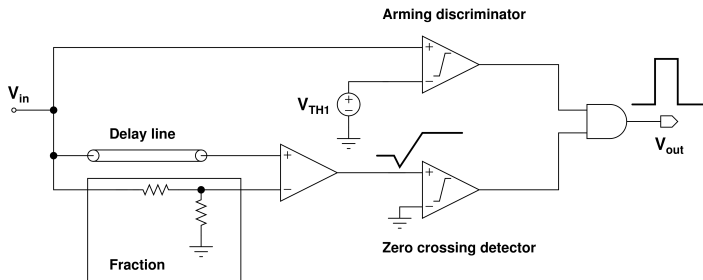 Arming discriminator
V_in
V_TH1
Delay line
V_out
Fraction
Zero crossing detector